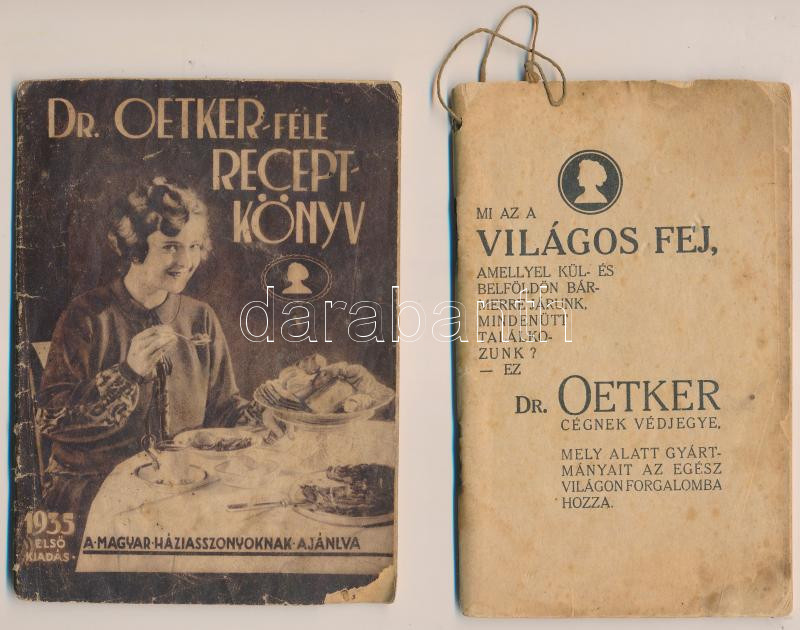 DR. OETKER-FÉLE
RECEPT-
KÖNYV
1935
ELSŐ
KIADÁS
A·MAGYAR·HÁZIASSZONYOKNAK·AJÁNLVA
MI AZ A
VILÁGOS FEJ,
AMELLYEL KÜL- ÉS
BELFÖLDÖN BÁR-
MERRE JÁRUNK,
MINDENÜTT
TALÁLKO-
ZUNK?
— EZ
DR. OETKER
CÉGNEK VÉDJEGYE,
MELY ALATT GYÁRT-
MÁNYAIT AZ EGÉSZ
VILÁGON FORGALOMBA
HOZZA.
darabanth